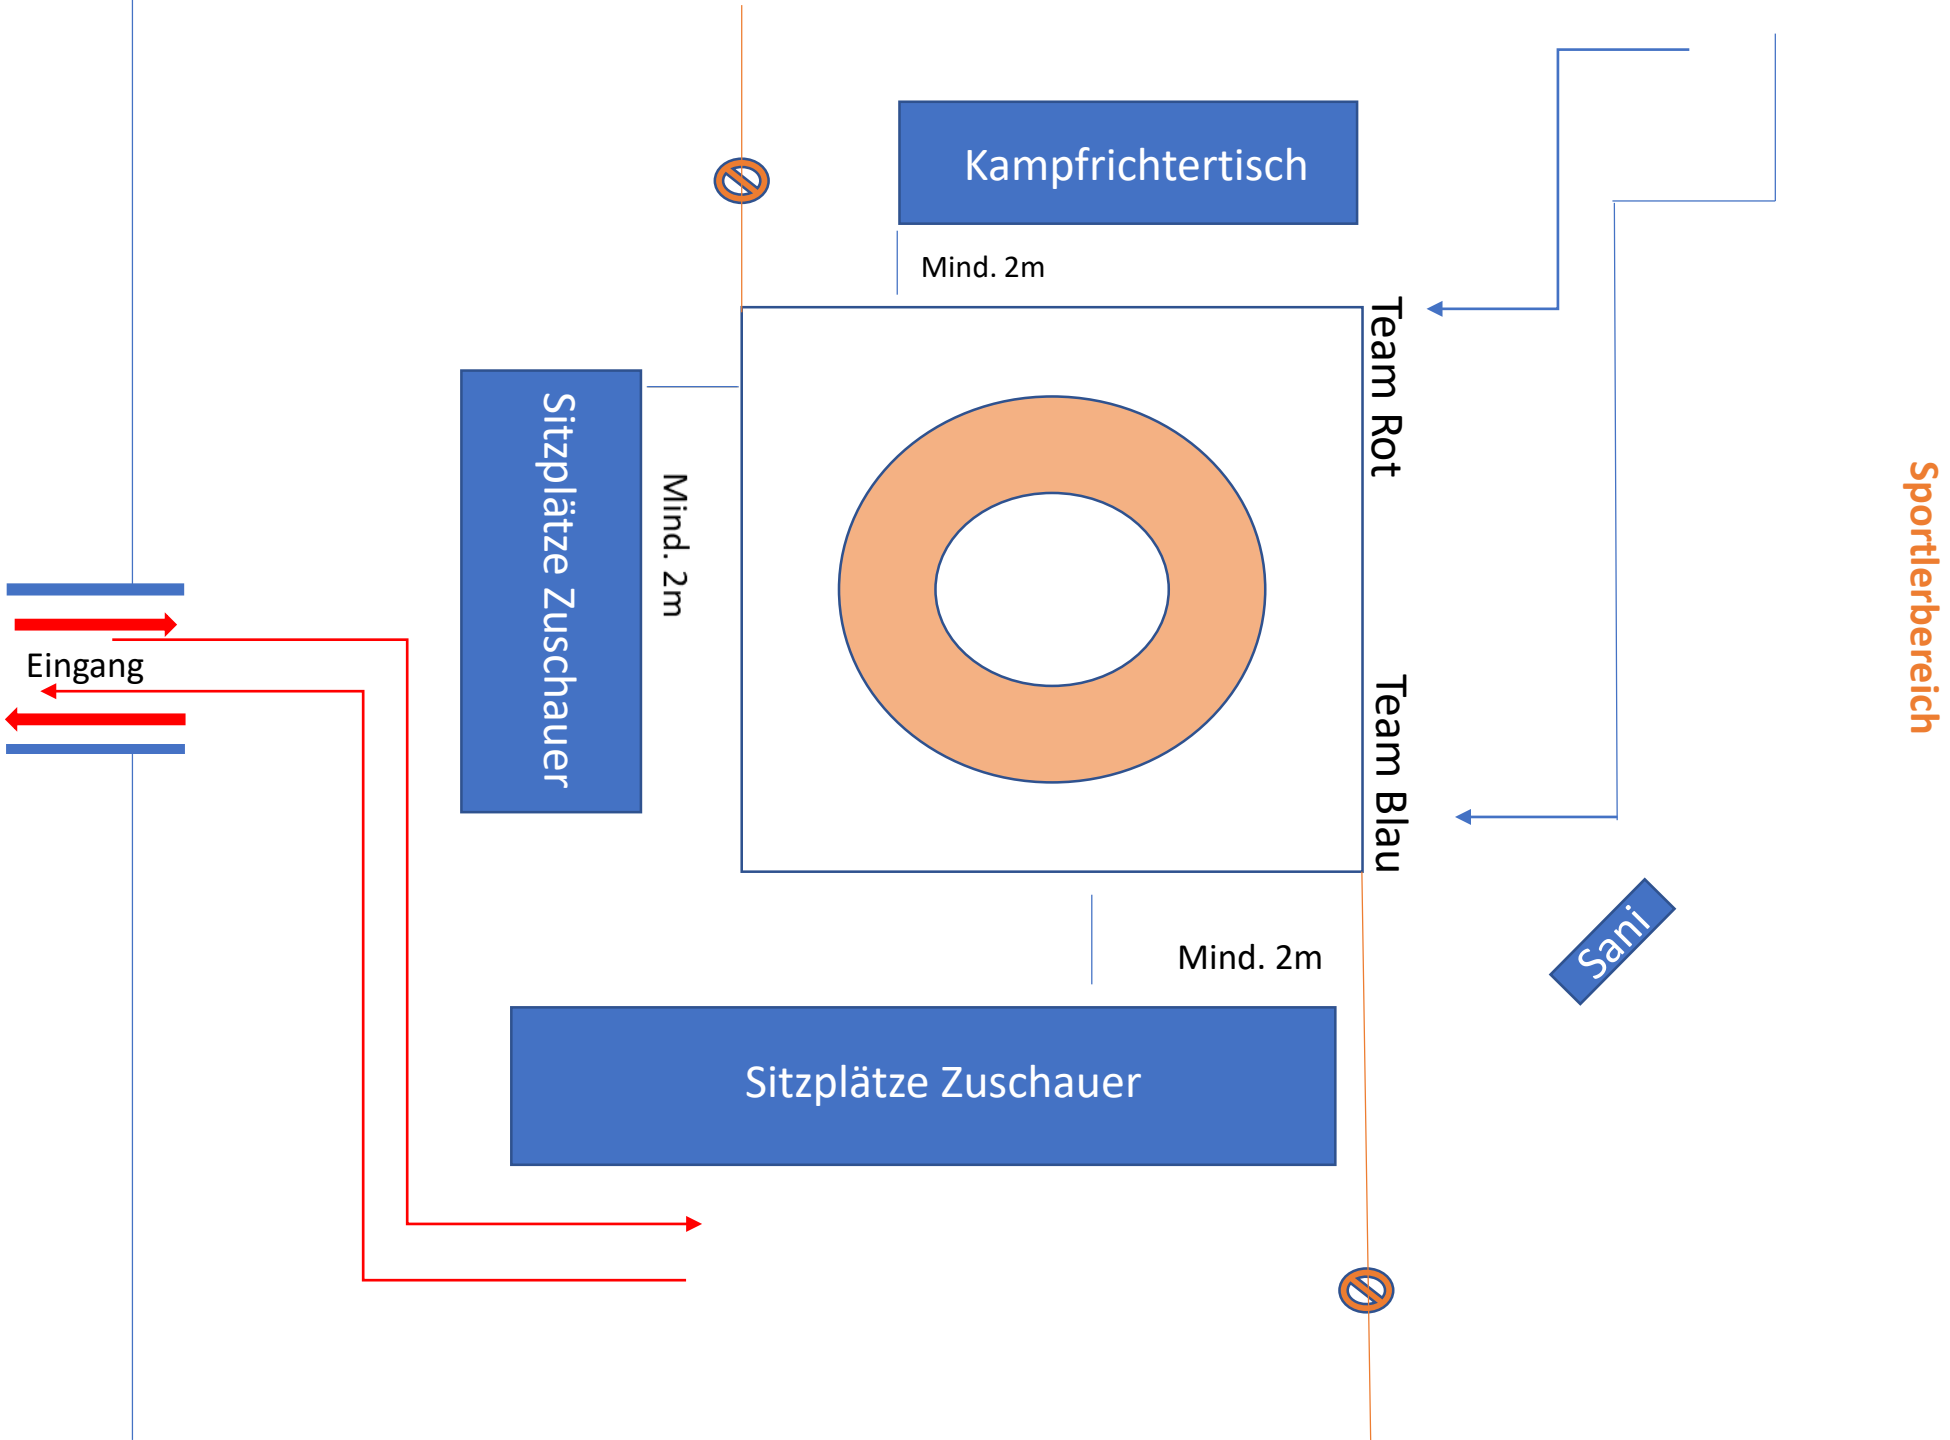 Kampfrichtertisch
Mind. 2m
Team Rot
Sitzplätze Zuschauer
Mind. 2m
Sportlerbereich
Eingang
Team Blau
Sani
Mind. 2m
Sitzplätze Zuschauer